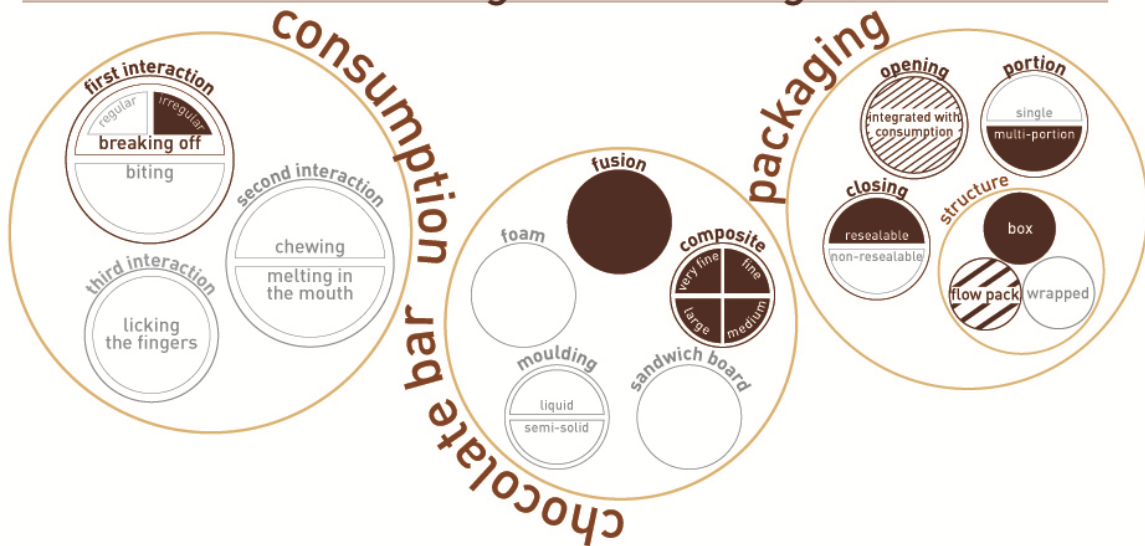 consumption
first interaction
regular
irregular
breaking off
biting
second interaction
chewing
melting in
the mouth
third interaction
licking
the fingers
chocolate bar
fusion
foam
composite
very fine
fine
large
medium
moulding
liquid
semi-solid
sandwich board
packaging
opening
integrated with
consumption
portion
single
multi-portion
closing
resealable
non-resealable
structure
box
flow pack
wrapped